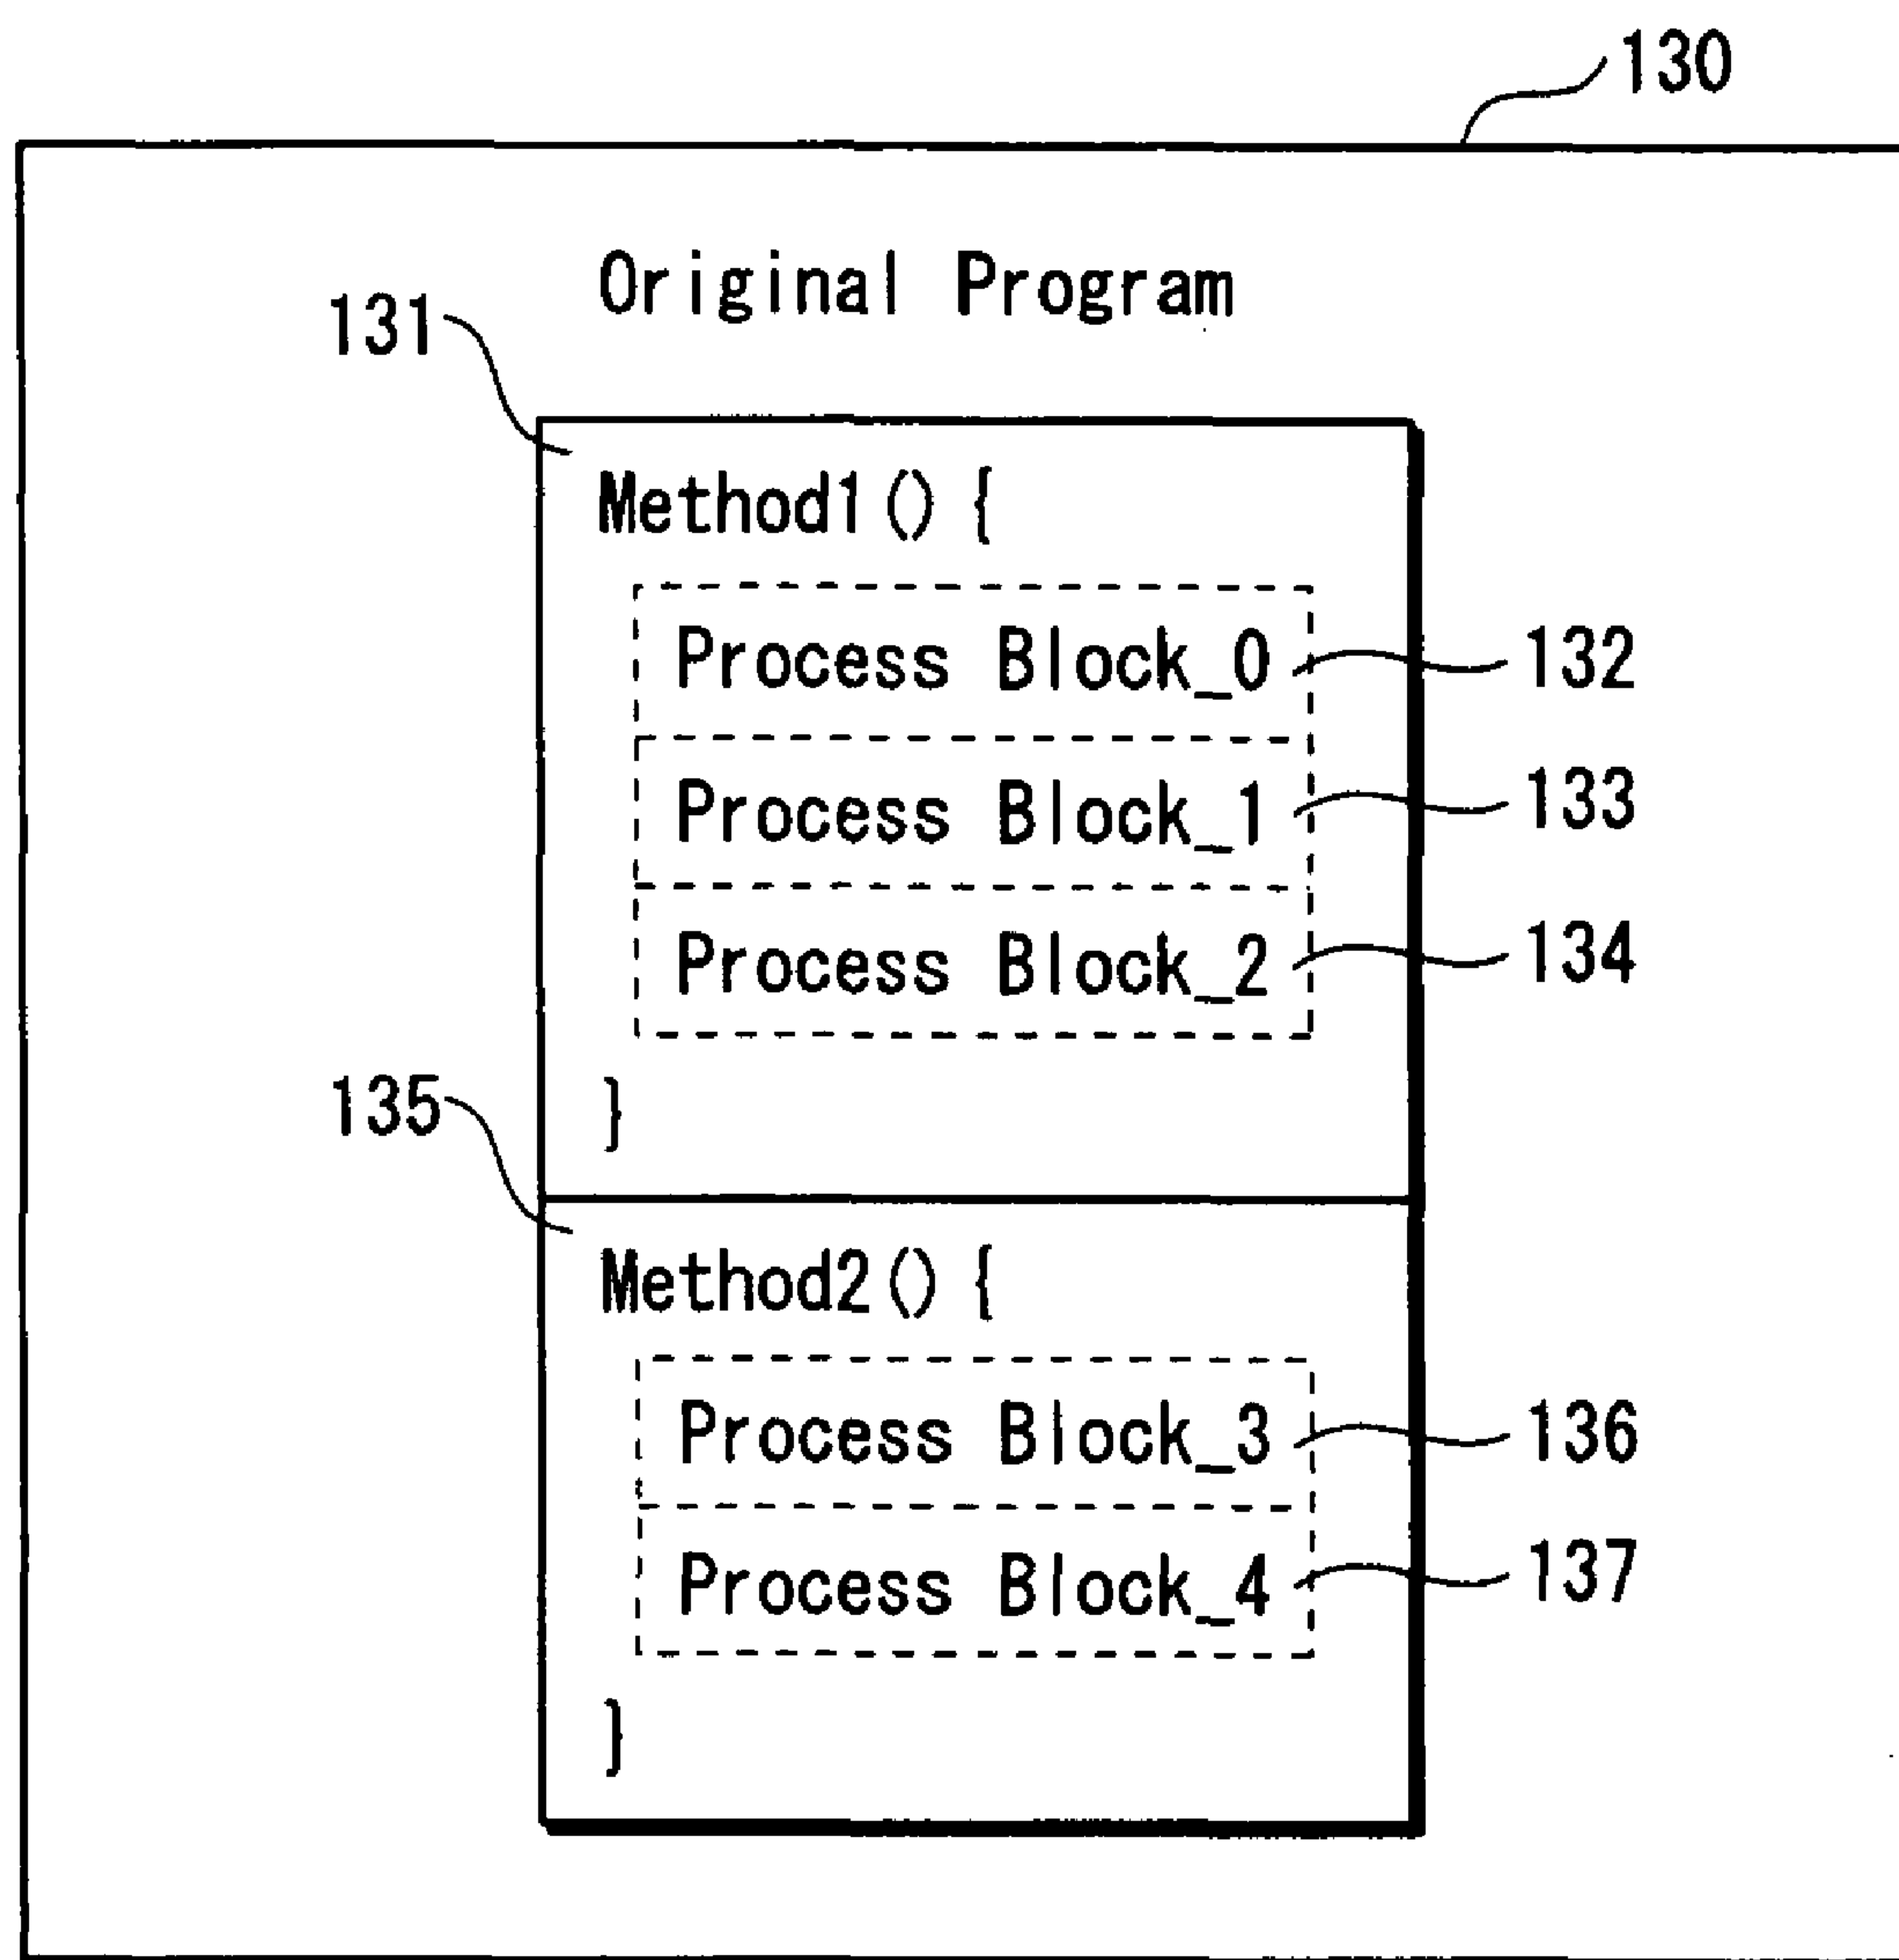 130
Original Program
131
Method1() {
Process Block_0 132
Process Block_1 133
Process Block_2 134
}
135
Method2() {
Process Block_3 136
Process Block_4 137
}